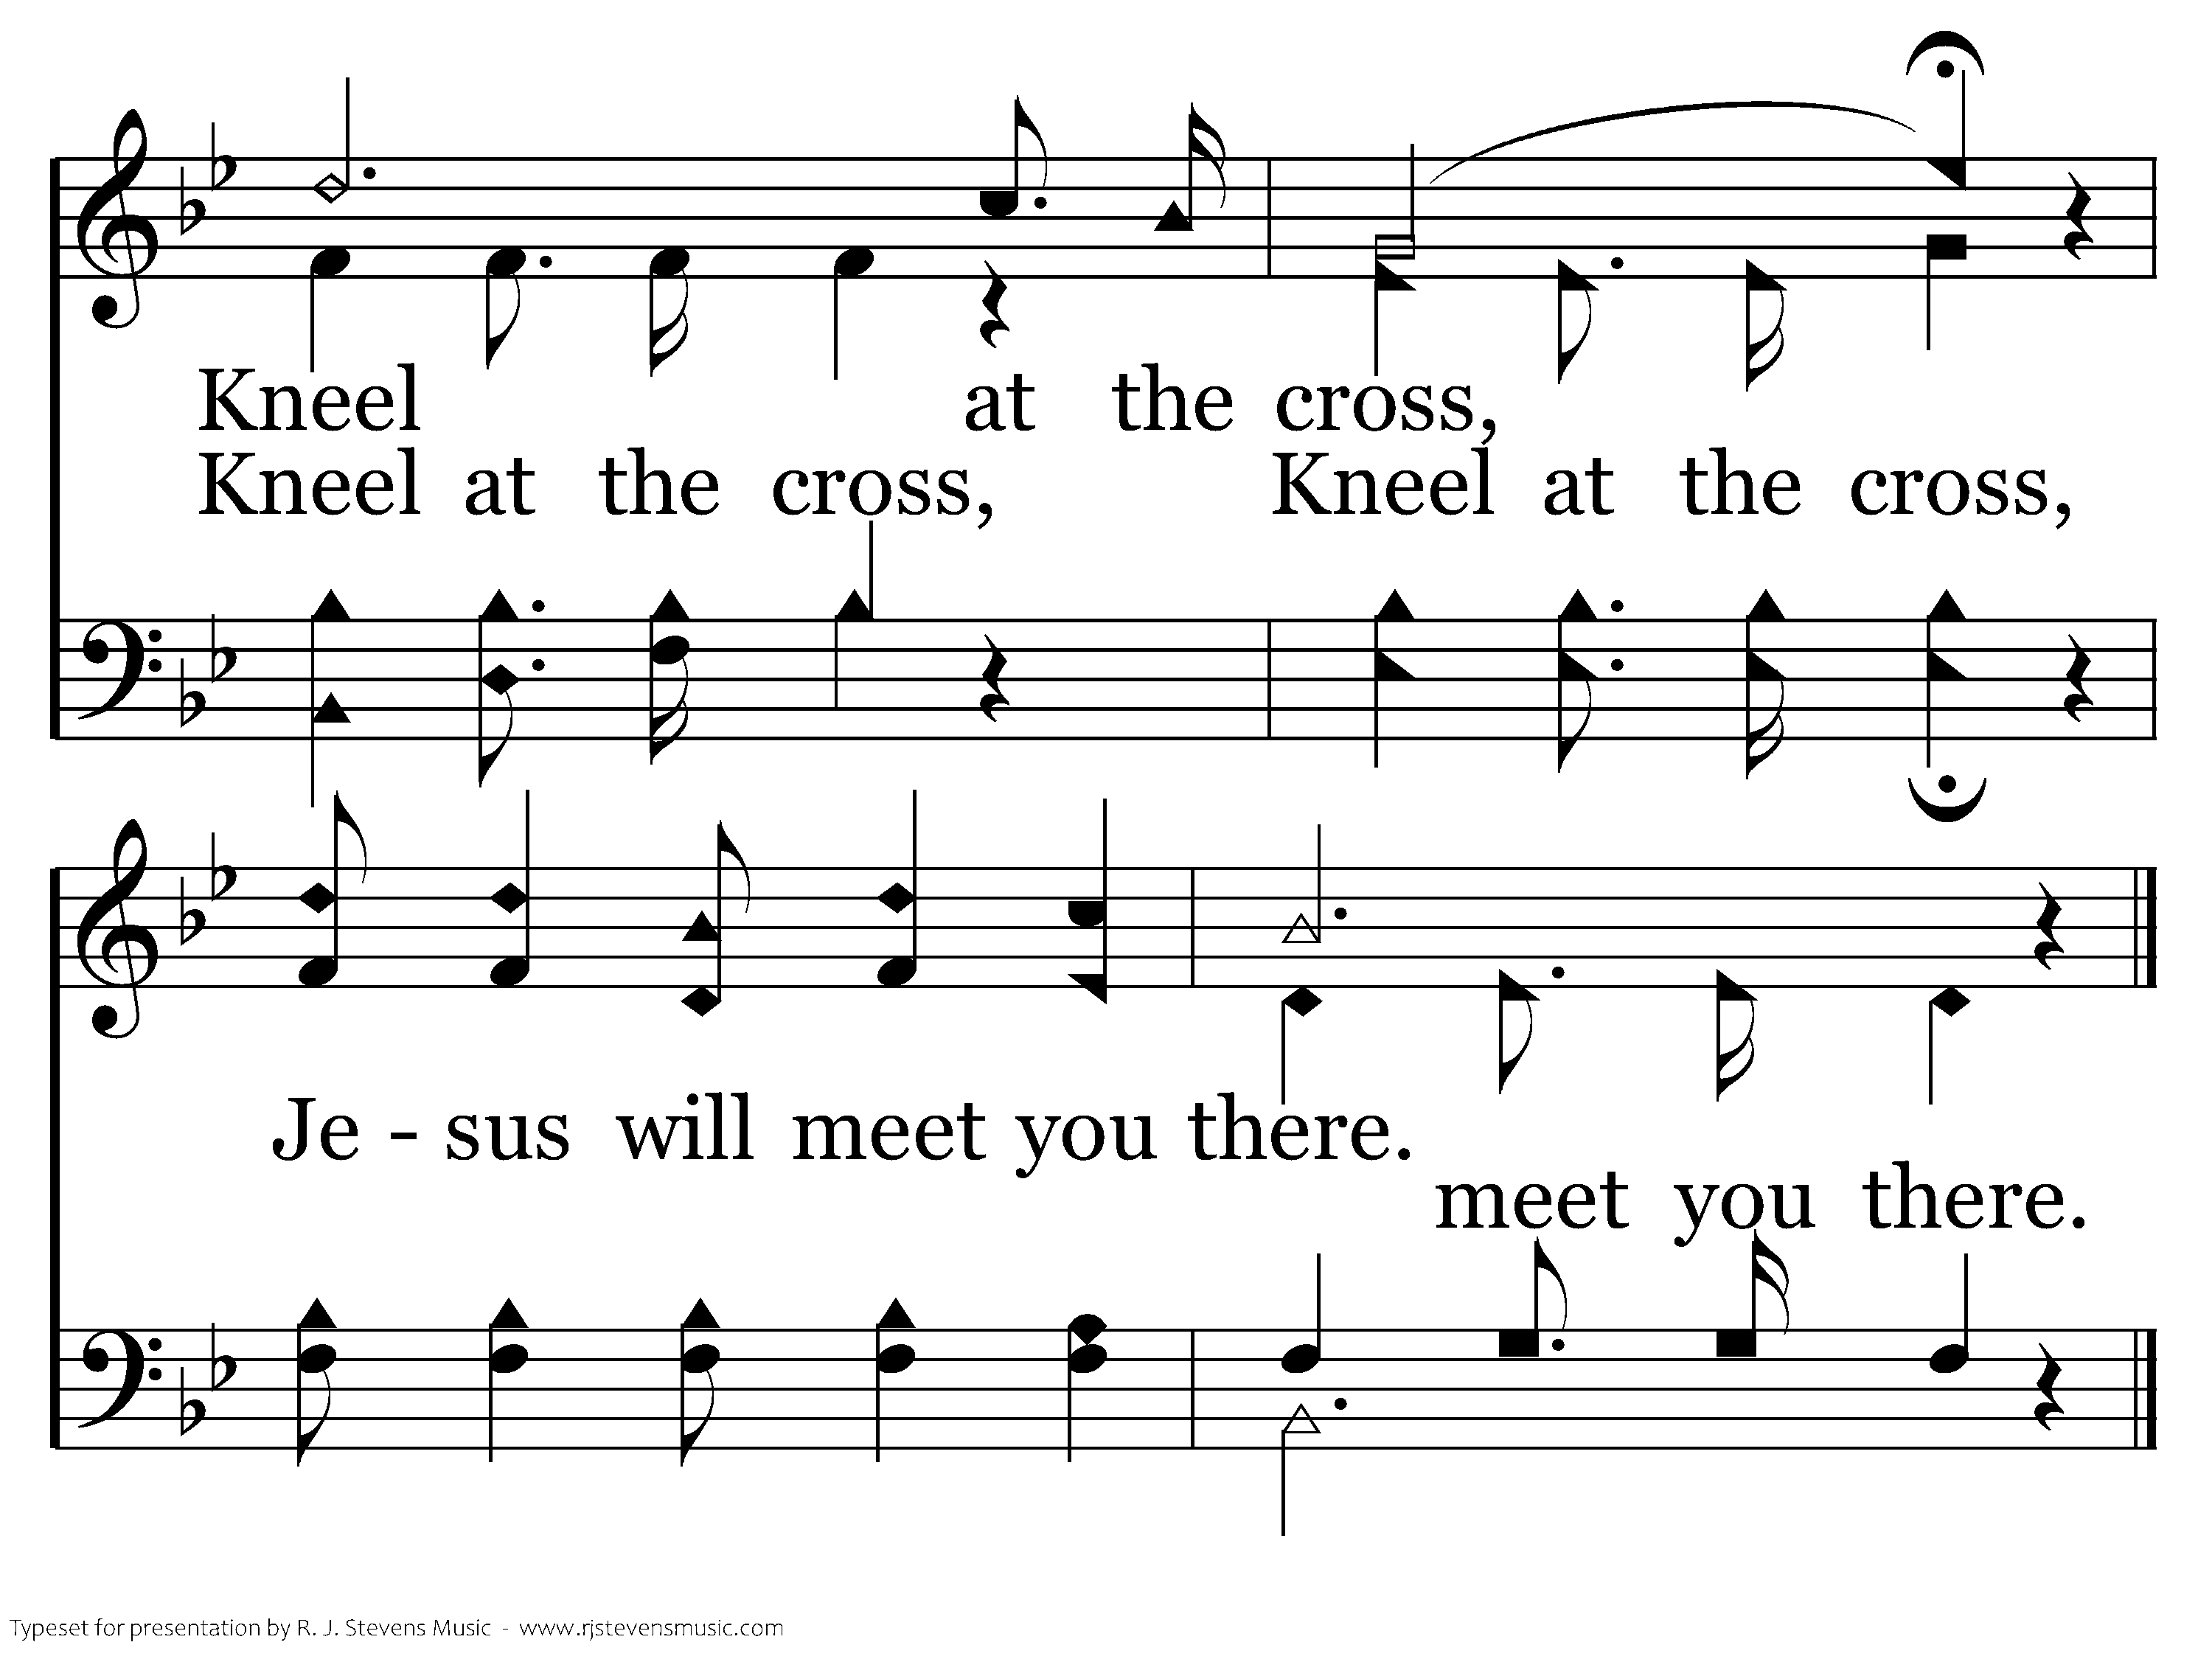 Kneel at the cross,
Kneel at the cross, Kneel at the cross,
Je - sus will meet you there.
meet you there.
Typeset for presentation by R. J. Stevens Music - www.rjstevensmusic.com